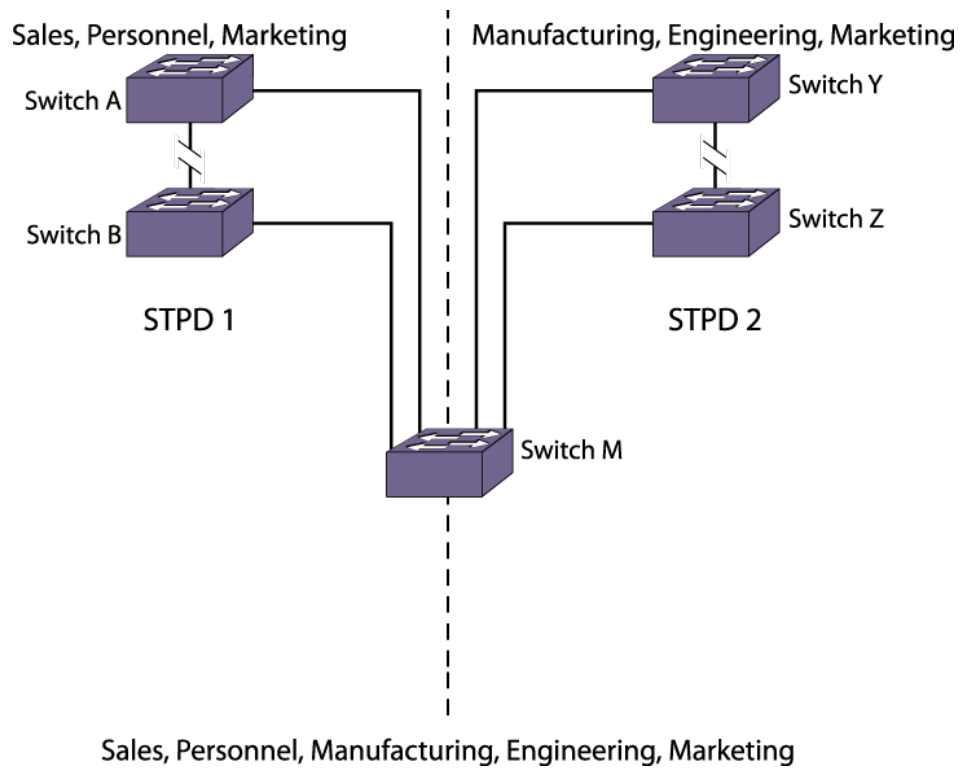 Sales, Personnel, Marketing
Manufacturing, Engineering, Marketing
Switch A
Switch Y
Switch B
Switch Z
STPD 1
STPD 2
Switch M
Sales, Personnel, Manufacturing, Engineering, Marketing